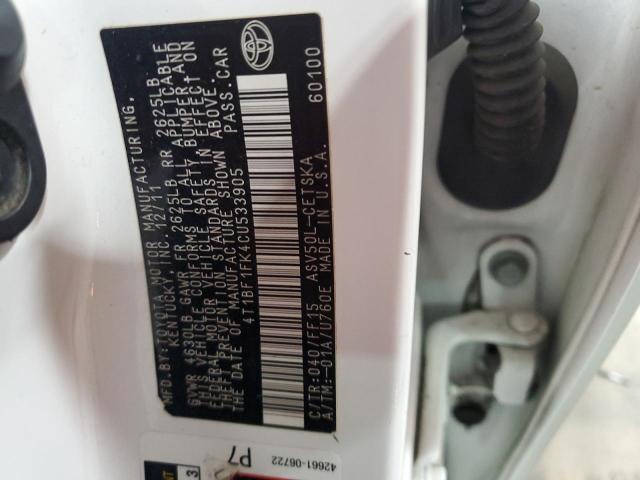 MFD. BY: TOYOTA MOTOR MANUFACTURING,
KENTUCKY, INC. 12/11
GVWR 4630LB GAWR FR 2625LB RR 2625LB
THIS VEHICLE CONFORMS TO ALL APPLICABLE
FEDERAL MOTOR VEHICLE SAFETY BUMPER AND
THEFT PREVENTION STANDARDS IN EFFECT ON
THE DATE OF MANUFACTURE SHOWN ABOVE.
4T1BF1FK4CU533905 PASS.CAR
C/TR:040/FF15 ASV50L-CETSKA
A/TM:-01A/U760E MADE IN U.S.A. 60100
42661-06722
P7
3